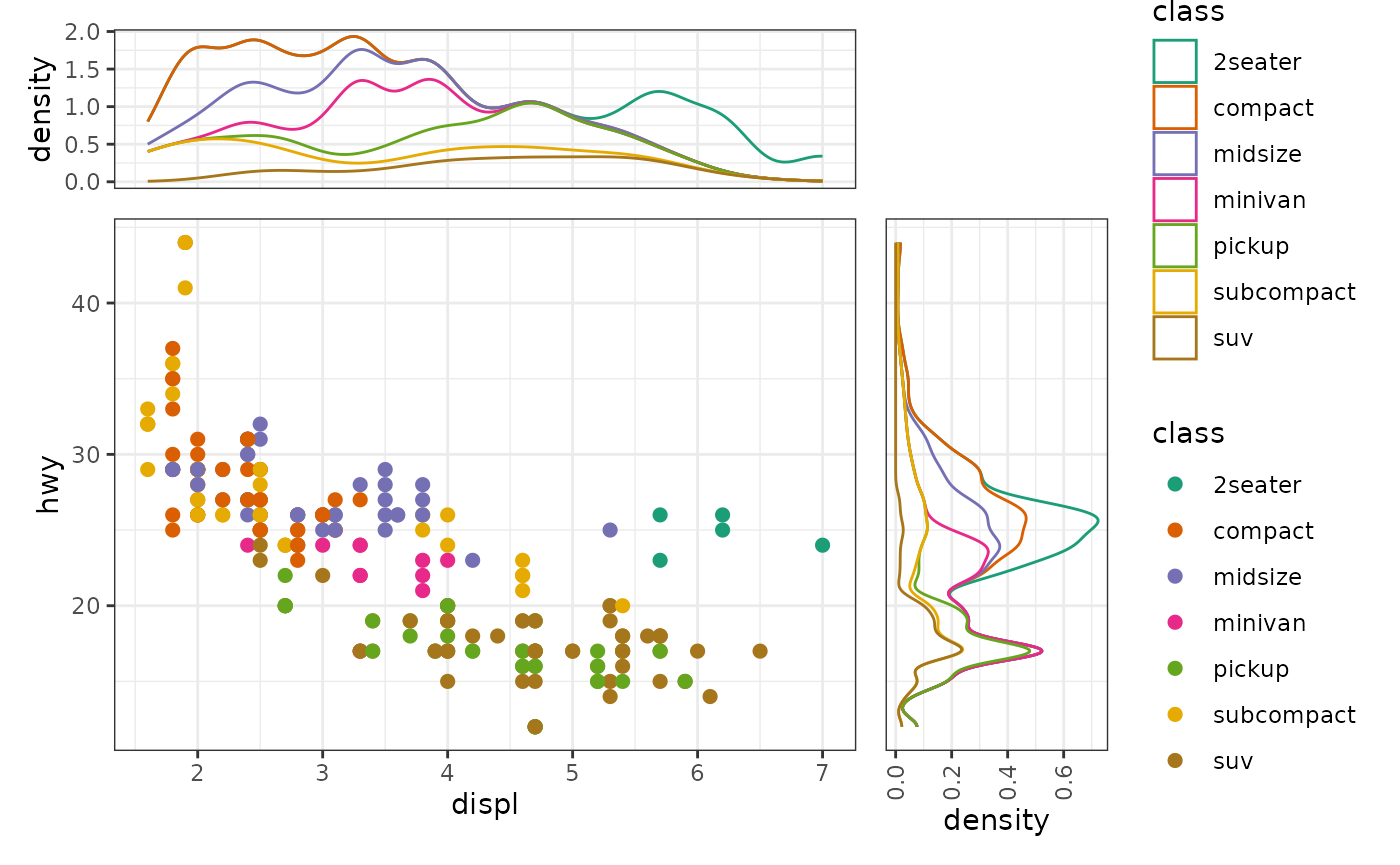 density
2.0
1.5
1.0
0.5
0.0
hwy
40
30
20
2 3 4 5 6 7
displ
0.0 0.2 0.4 0.6
density
class
2seater
compact
midsize
minivan
pickup
subcompact
suv
class
2seater
compact
midsize
minivan
pickup
subcompact
suv